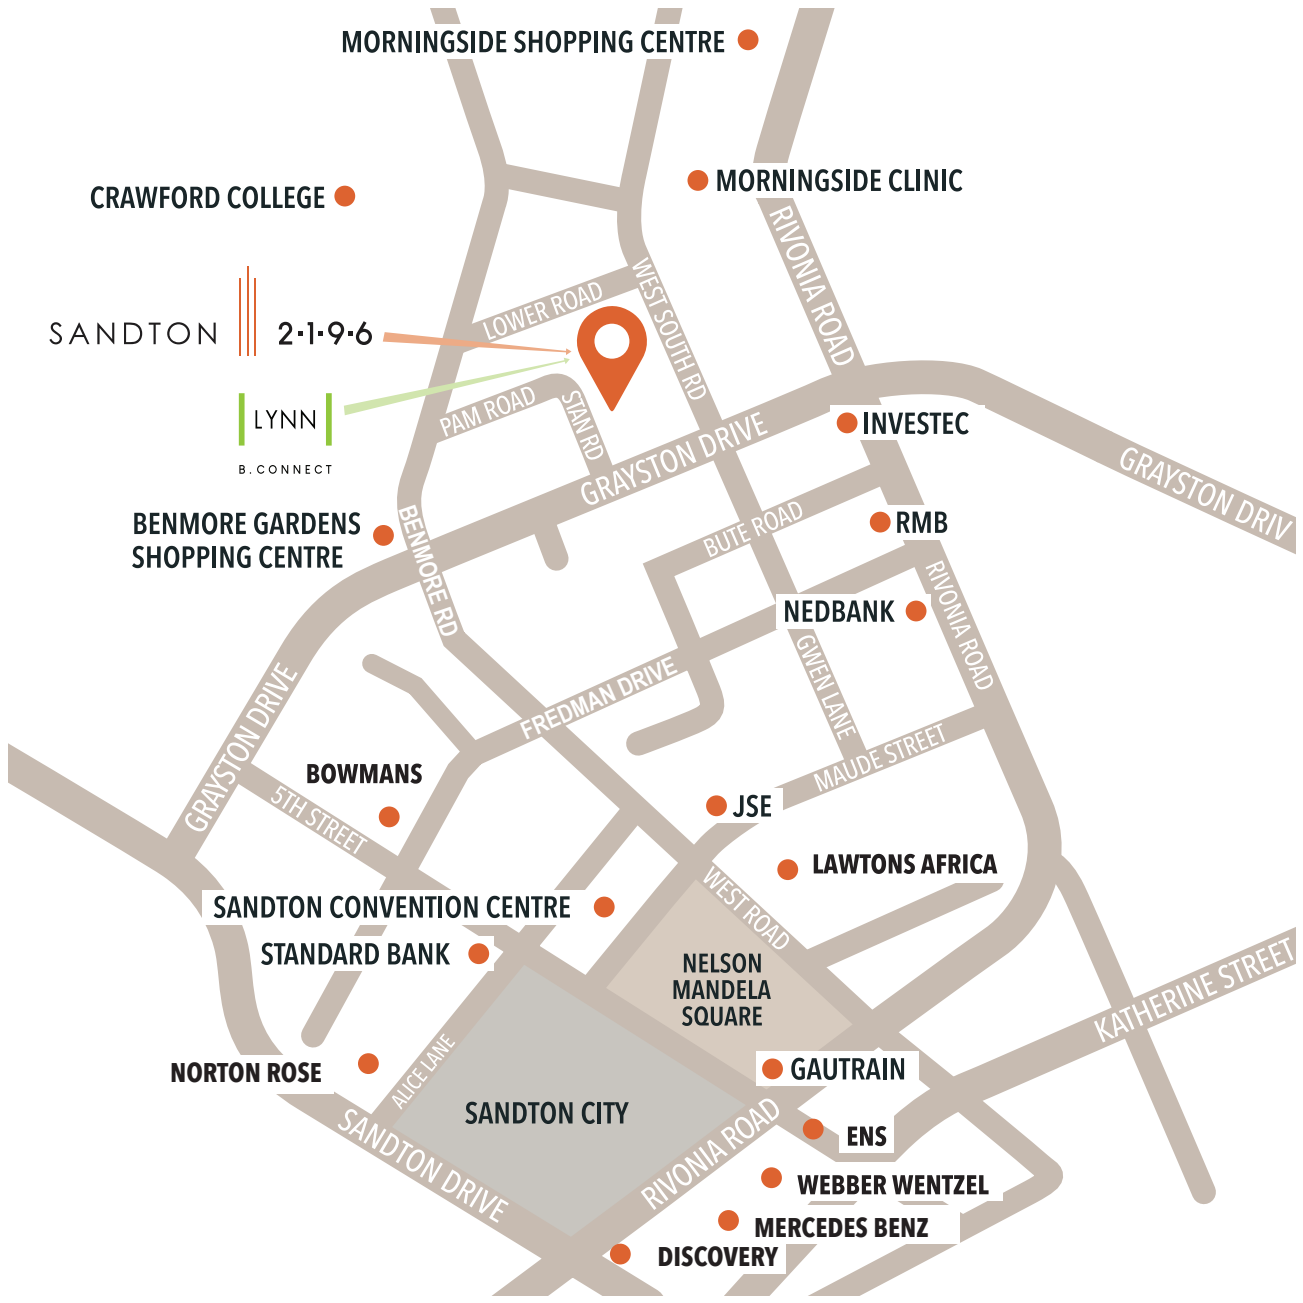 MORNINGSIDE SHOPPING CENTRE
MORNINGSIDE CLINIC
CRAWFORD COLLEGE
RIVONIA ROAD
WEST SOUTH RD
LOWER ROAD
SANDTON 2·1·9·6
LYNN
B.CONNECT
PAM ROAD
STAN RD
GRAYSTON DRIVE
INVESTEC
GRAYSTON DRIV
BENMORE GARDENS
SHOPPING CENTRE
BENMORE RD
BUTE ROAD
RMB
RIVONIA ROAD
NEDBANK
GWEN LANE
FREDMAN DRIVE
GRAYSTON DRIVE
MAUDE STREET
BOWMANS
5TH STREET
JSE
LAWTONS AFRICA
WEST ROAD
SANDTON CONVENTION CENTRE
STANDARD BANK
NELSON
MANDELA
SQUARE
KATHERINE STREET
NORTON ROSE
ALICE LANE
GAUTRAIN
SANDTON CITY
SANDTON DRIVE
RIVONIA ROAD
ENS
WEBBER WENTZEL
MERCEDES BENZ
DISCOVERY